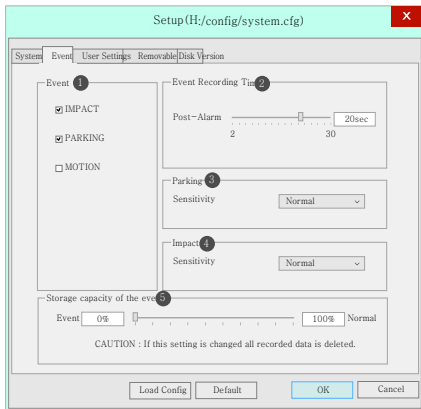 Setup(H:/config/system.cfg)
X
System Event User Settings Removable Disk Version
Event 1
IMPACT
PARKING
MOTION
Event Recording Tim 2
Post-Alarm 20sec
2 30
Parking 3
Sensitivity Normal
Impact 4
Sensitivity Normal
Storage capacity of the eve 5
Event 0% 100% Normal
CAUTION : If this setting is changed all recorded data is deleted.
Load Config Default OK Cancel